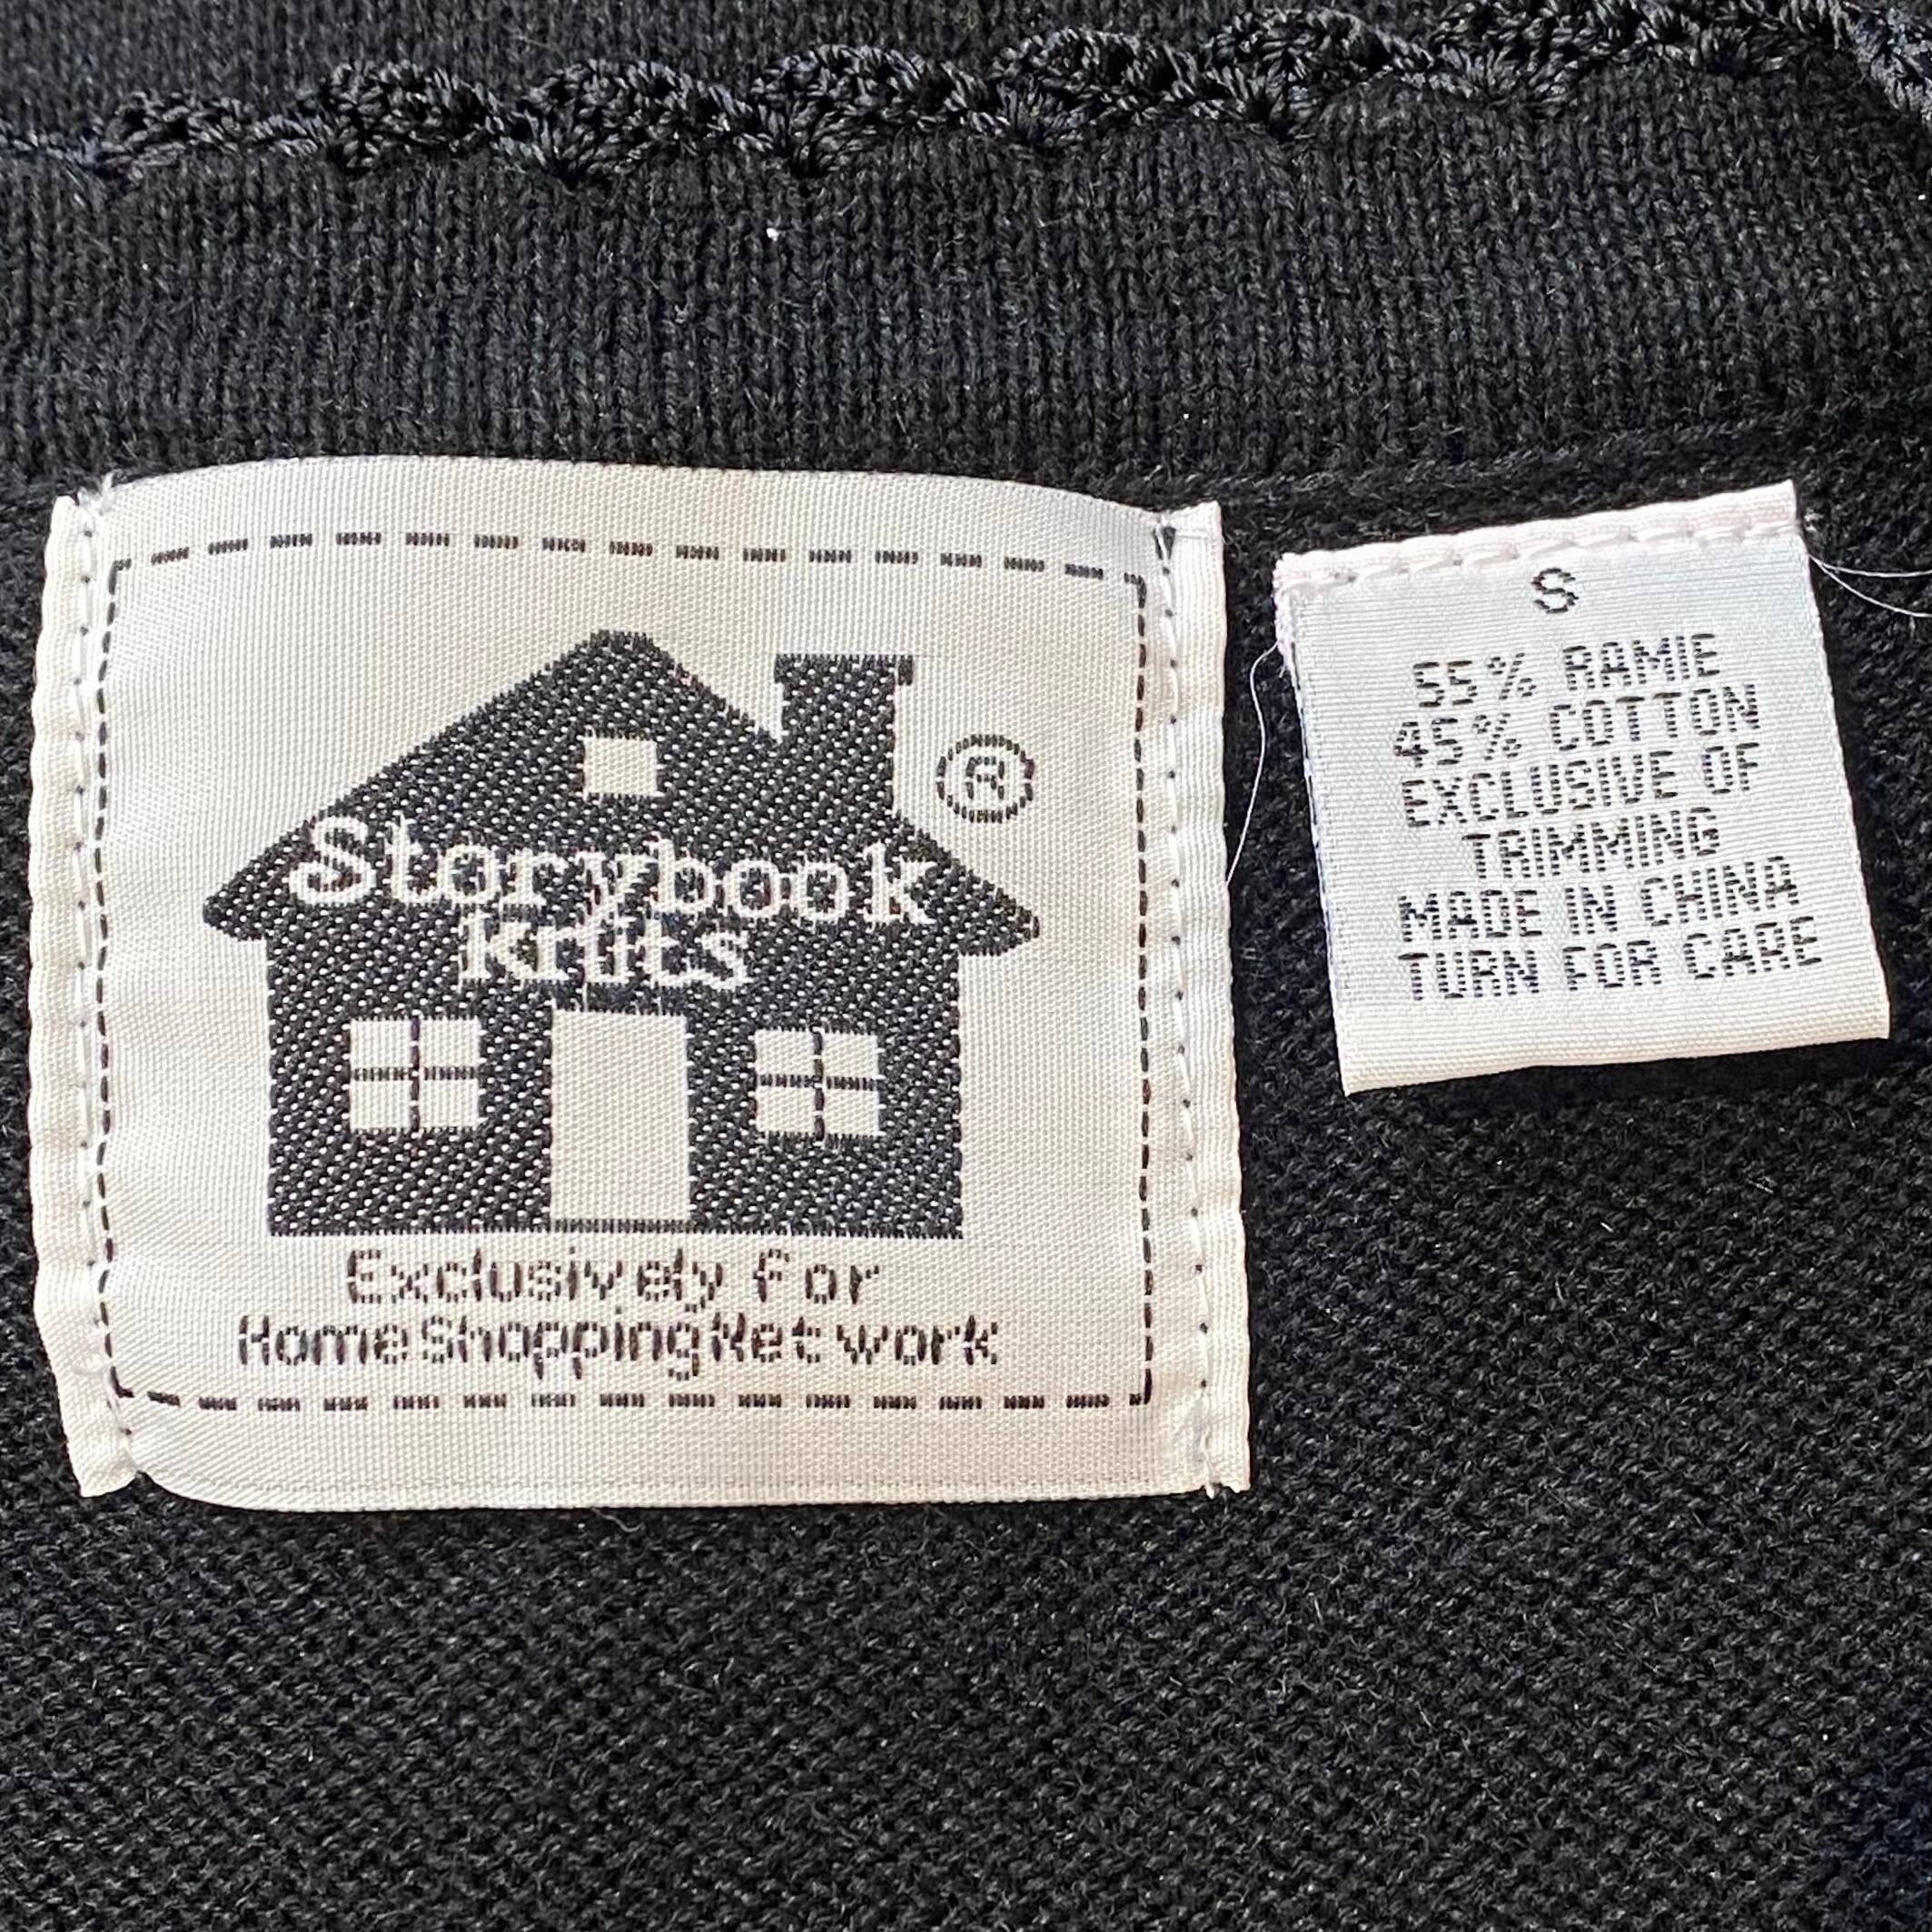 Storybook
knits
®
Exclusively for
Home Shopping Network
S
55% RAMIE
45% COTTON
EXCLUSIVE OF
TRIMMING
MADE IN CHINA
TURN FOR CARE